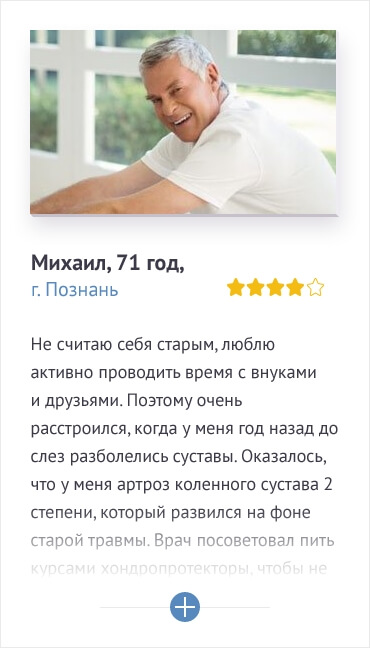 Михаил, 71 год,
г. Познань
Не считаю себя старым, люблю
активно проводить время с внуками
и друзьями. Поэтому очень
расстроился, когда у меня год назад до
слез разболелись суставы. Оказалось,
что у меня артроз коленного сустава 2
степени, который развился на фоне
старой травмы. Врач посоветовал пить
курсами хондропротекторы, чтобы не